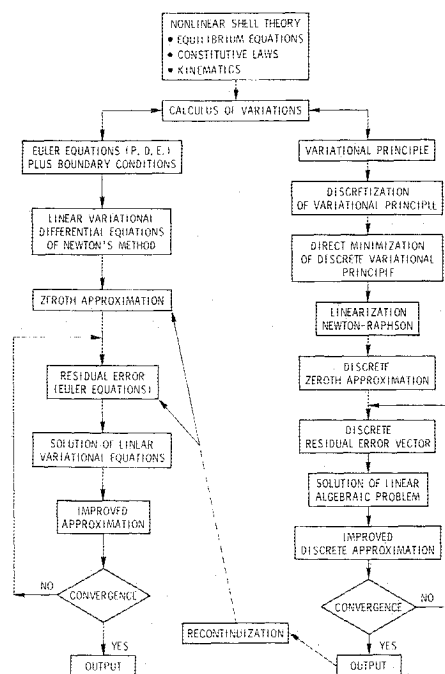 NONLINEAR SHELL THEORY
• EQUILIBRIUM EQUATIONS
• CONSTITUTIVE LAWS
• KINEMATICS
CALCULUS OF VARIATIONS
EULER EQUATIONS (P. D. E.)
PLUS BOUNDARY CONDITIONS
LINEAR VARIATIONAL
DIFFERENTIAL EQUATIONS
OF NEWTON'S METHOD
ZEROTH APPROXIMATION
RESIDUAL ERROR
(EULER EQUATIONS)
SOLUTION OF LINEAR
VARIATIONAL EQUATIONS
IMPROVED
APPROXIMATION
NO
CONVERGENCE
YES
OUTPUT
RECONTINUIZATION
VARIATIONAL PRINCIPLE
DISCRETIZATION
OF VARIATIONAL PRINCIPLE
DIRECT MINIMIZATION
OF DISCRETE VARIATIONAL
PRINCIPLE
LINEARIZATION
NEWTON-RAPHSON
DISCRETE
ZEROTH APPROXIMATION
DISCRETE
RESIDUAL ERROR VECTOR
SOLUTION OF LINEAR
ALGEBRAIC PROBLEM
IMPROVED
DISCRETE APPROXIMATION
CONVERGENCE
NO
YES
OUTPUT